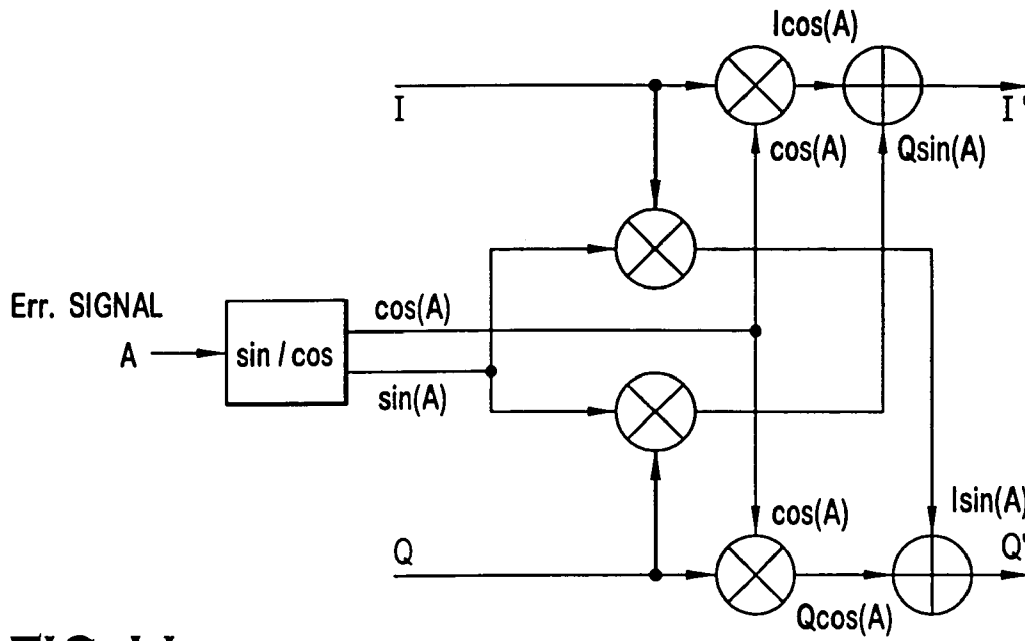 Icos(A)
I
I'
cos(A)
Qsin(A)
Err. SIGNAL
A
sin / cos
cos(A)
sin(A)
cos(A)
Isin(A)
Q
Q'
Qcos(A)